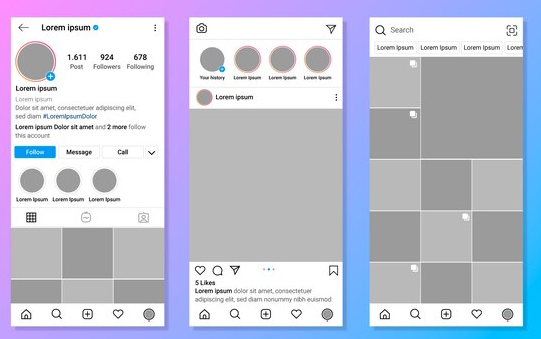 Lorem ipsum
1.611 924 678
Post Followers Following
Lorem ipsum
Lorem ipsum
Dolor sit amet, consectetuer adipiscing elit,
sed diam #LoremIpsumDolor
Lorem ipsum Dolor sit amet and 2 more follow
this account
Follow Message Call
Lorem Ipsum Lorem Ipsum Lorem Ipsum
Your history Lorem Ipsum Lorem Ipsum Lorem Ipsum
Lorem ipsum
5 Likes
Lorem ipsum dolor sit amet, consectetuer
adipiscing elit, sed diam nonummy nibh euismod
Search
Lorem Ipsum Lorem Ipsum Lorem Ipsum Lorem